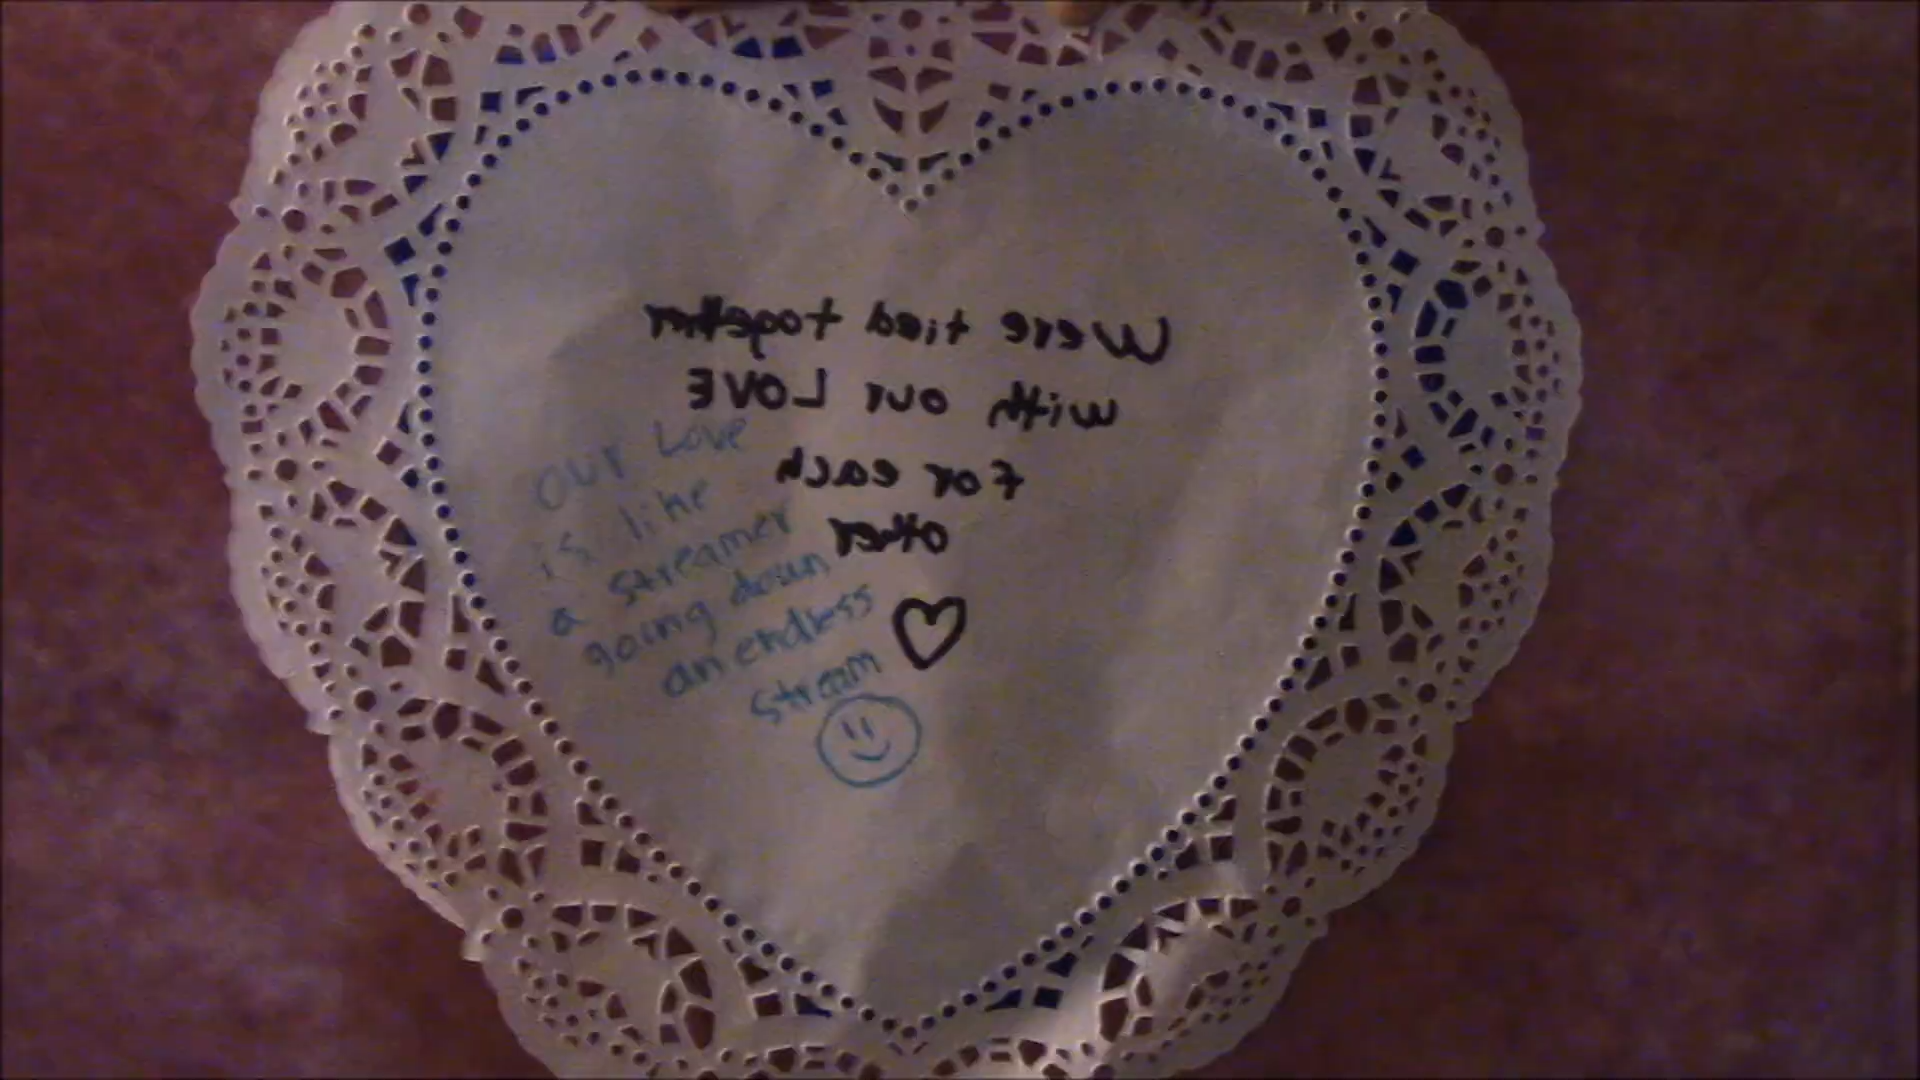 Were tied together
with our LOVE
For each
other
our Love
is like
a streamer
going down
an endless
stream